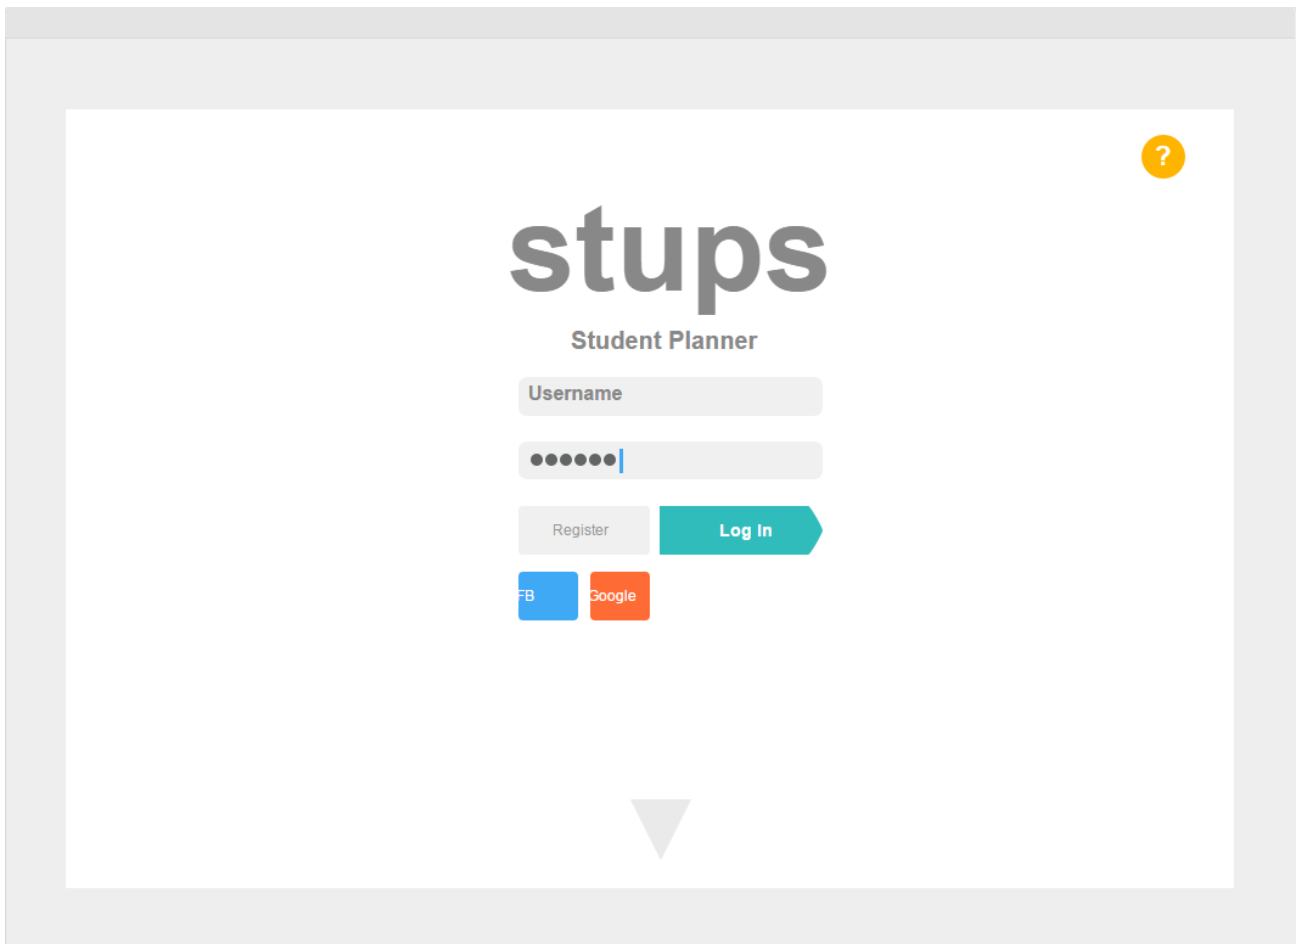 ?
stups
Student Planner
Username
●●●●●●
Register
Log In
FB
Google